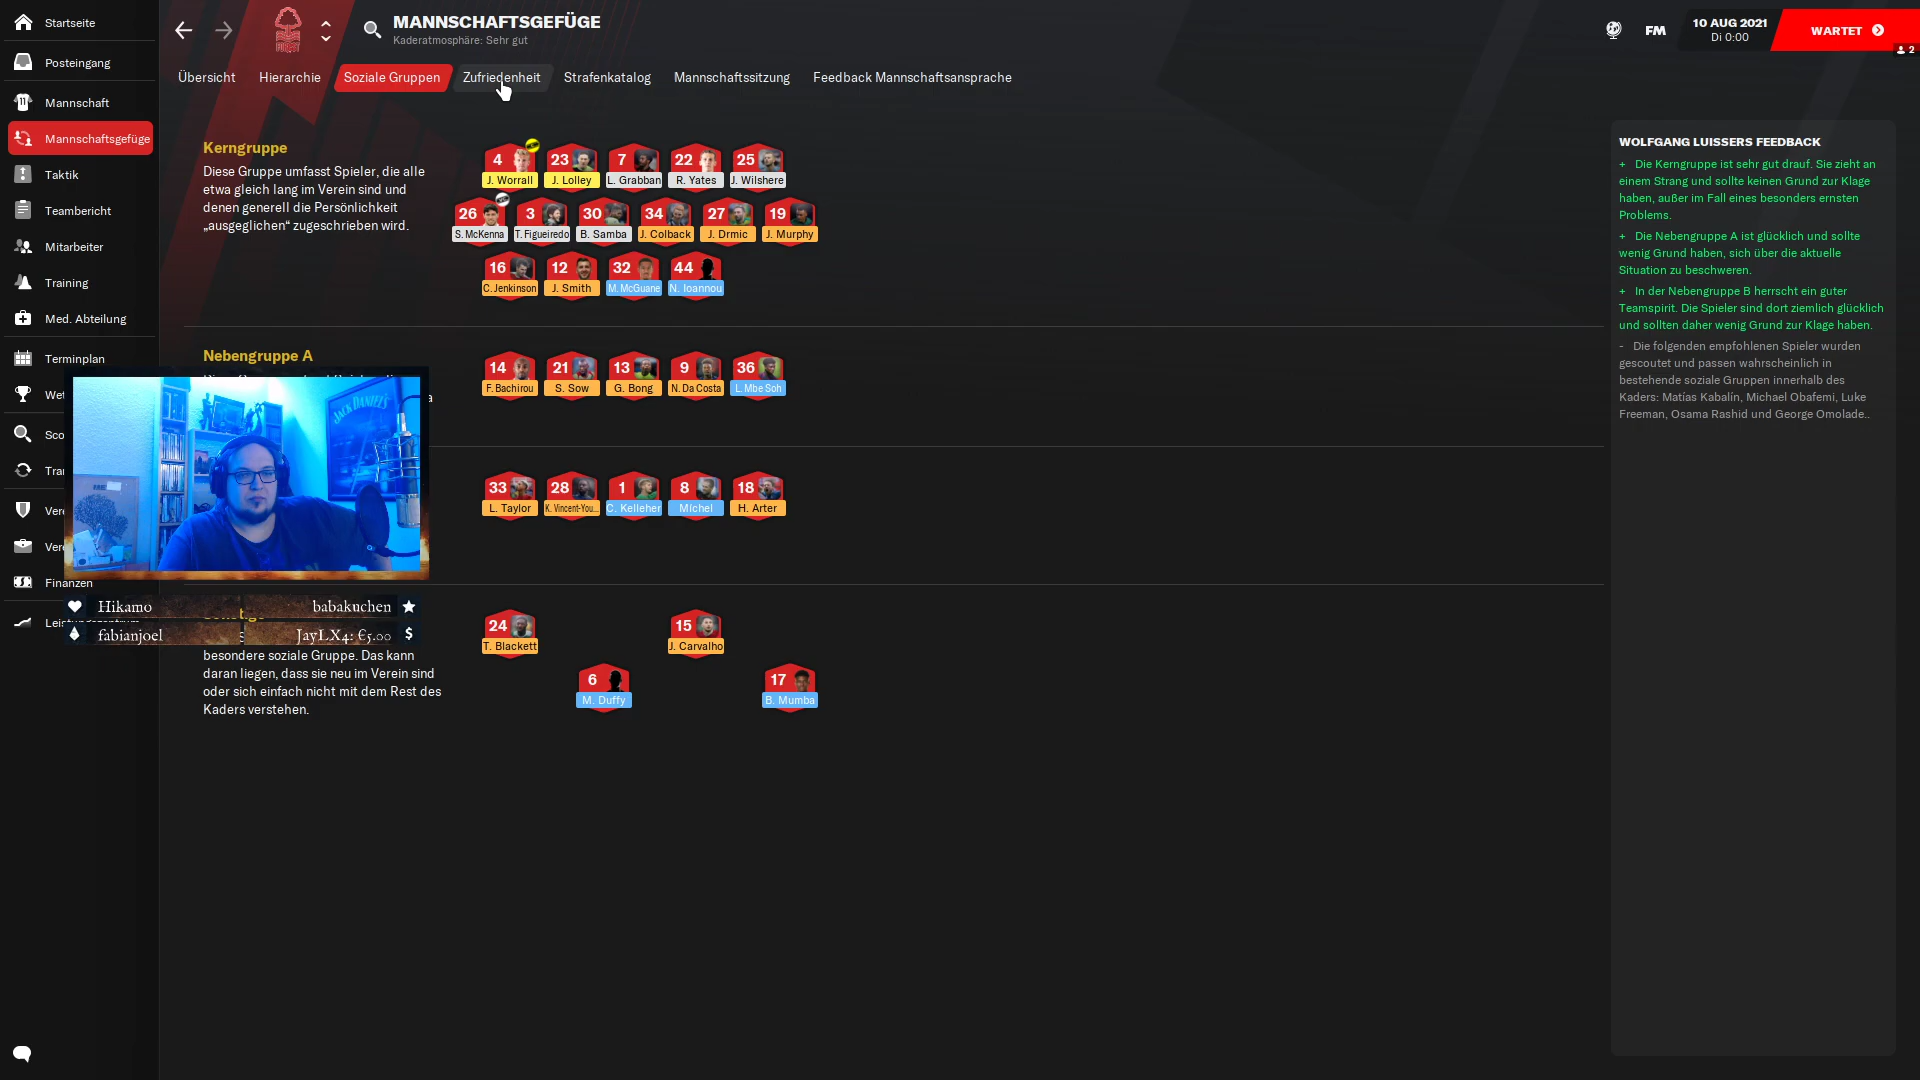 Startseite
Posteingang
Mannschaft
Mannschaftsgefüge
Taktik
Teambericht
Mitarbeiter
Training
Med. Abteilung
Terminplan
Finanzen
MANNSCHAFTSGEFÜGE
Kaderatmosphäre: Sehr gut
FM
10 AUG 2021
Di 0:00
WARTET
2
Übersicht
Hierarchie
Soziale Gruppen
Zufriedenheit
Strafenkatalog
Mannschaftssitzung
Feedback Mannschaftsansprache
Kerngruppe
Diese Gruppe umfasst Spieler, die alle
etwa gleich lang im Verein sind und
denen generell die Persönlichkeit
„ausgeglichen“ zugeschrieben wird.
4 23 7 22 25
J. Worrall J. Lolley L. Grabban R. Yates J. Wilshere
26 3 30 34 27 19
S. McKenna T. Figueiredo B. Samba J. Colback J. Drmic J. Murphy
16 12 32 44
C. Jenkinson J. Smith M. McGuane N. Ioannou
Nebengruppe A
14 21 13 9 36
F. Bachirou S. Sow G. Bong N. Da Costa L. Mbe Soh
JACK DANIEL'S
33 28 1 8 18
L. Taylor K. Vincent-You... C. Kelleher Míchel H. Arter
Hikamo babakuchen
fabianjoel JayLX4: €5.00
besondere soziale Gruppe. Das kann
daran liegen, dass sie neu im Verein sind
oder sich einfach nicht mit dem Rest des
Kaders verstehen.
24 15
T. Blackett J. Carvalho
6 17
M. Duffy B. Mumba
WOLFGANG LUISSERS FEEDBACK
+ Die Kerngruppe ist sehr gut drauf. Sie zieht an
einem Strang und sollte keinen Grund zur Klage
haben, außer im Fall eines besonders ernsten
Problems.
+ Die Nebengruppe A ist glücklich und sollte
wenig Grund haben, sich über die aktuelle
Situation zu beschweren.
+ In der Nebengruppe B herrscht ein guter
Teamspirit. Die Spieler sind dort ziemlich glücklich
und sollten daher wenig Grund zur Klage haben.
- Die folgenden empfohlenen Spieler wurden
gescoutet und passen wahrscheinlich in
bestehende soziale Gruppen innerhalb des
Kaders: Matías Kabalín, Michael Obafemi, Luke
Freeman, Osama Rashid und George Omolade..